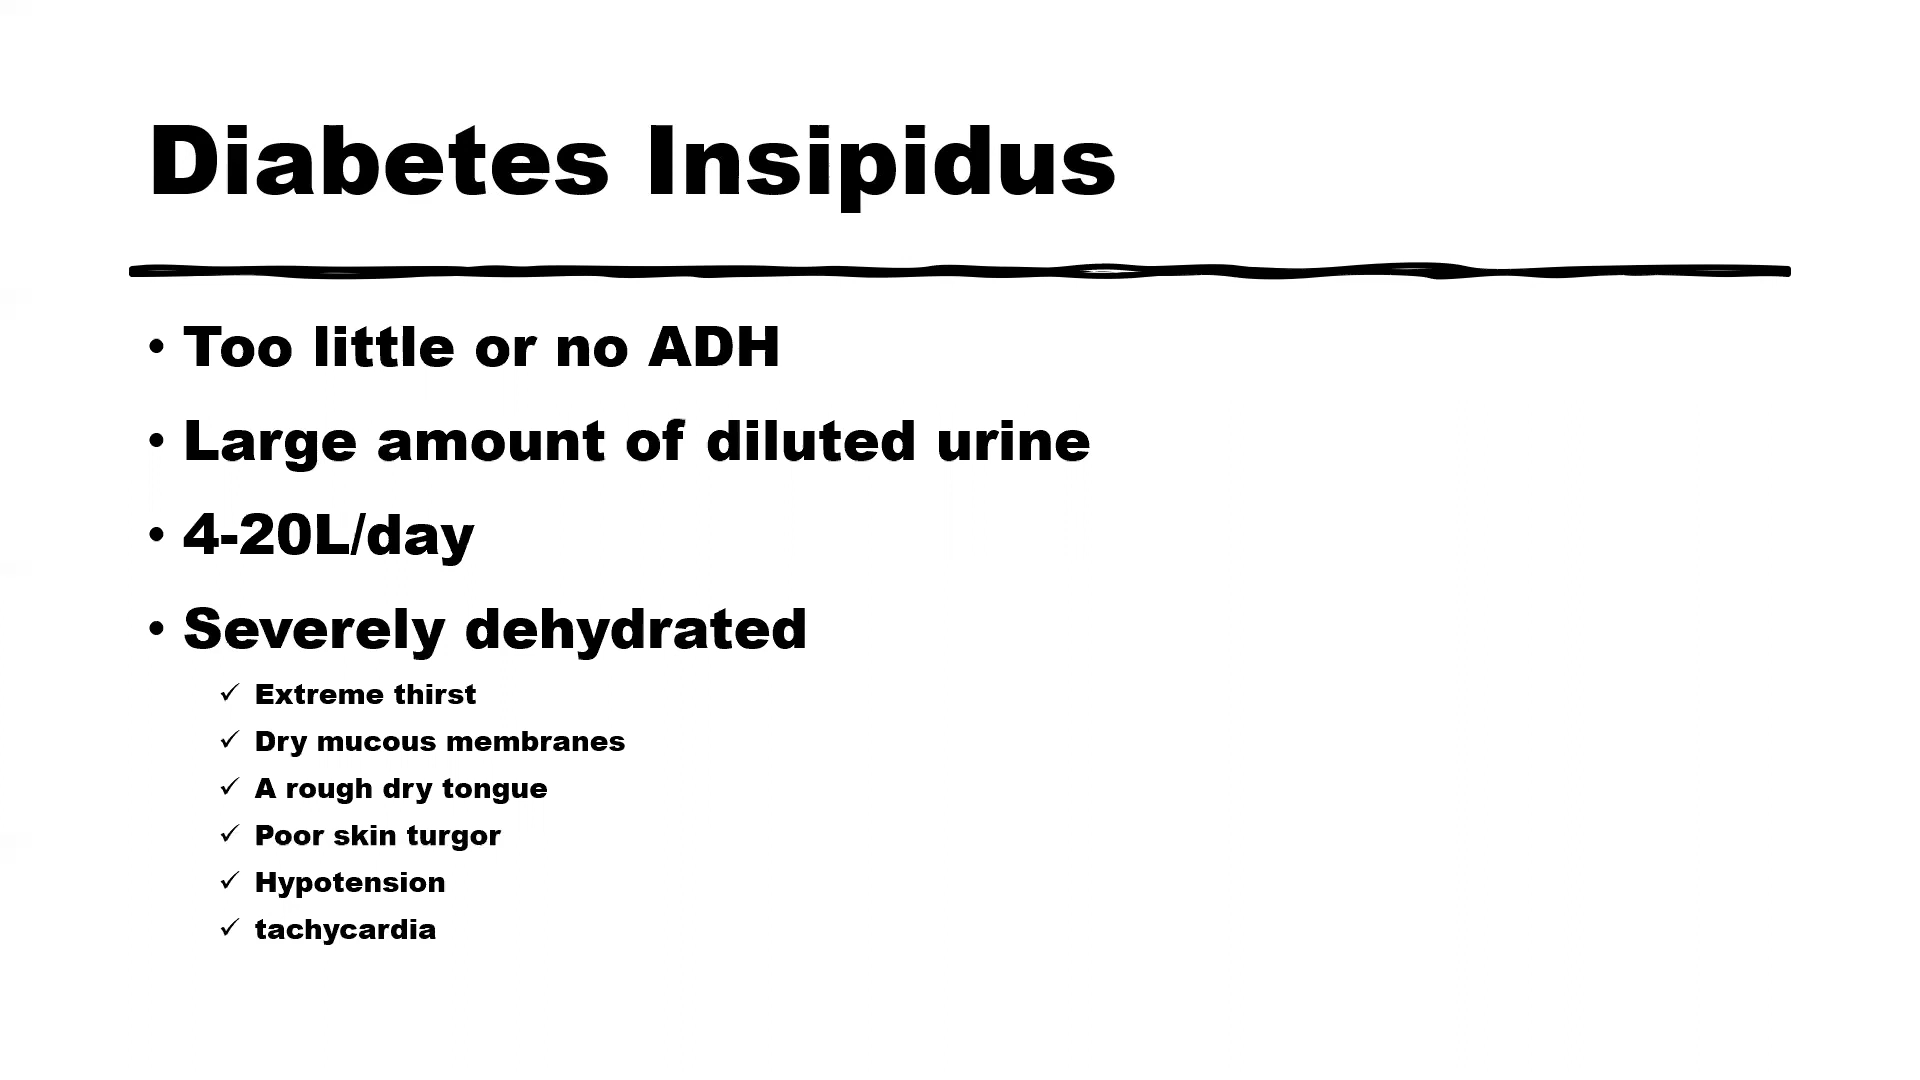 Diabetes Insipidus
• Too little or no ADH
• Large amount of diluted urine
• 4-20L/day
• Severely dehydrated
✓ Extreme thirst
✓ Dry mucous membranes
✓ A rough dry tongue
✓ Poor skin turgor
✓ Hypotension
✓ tachycardia